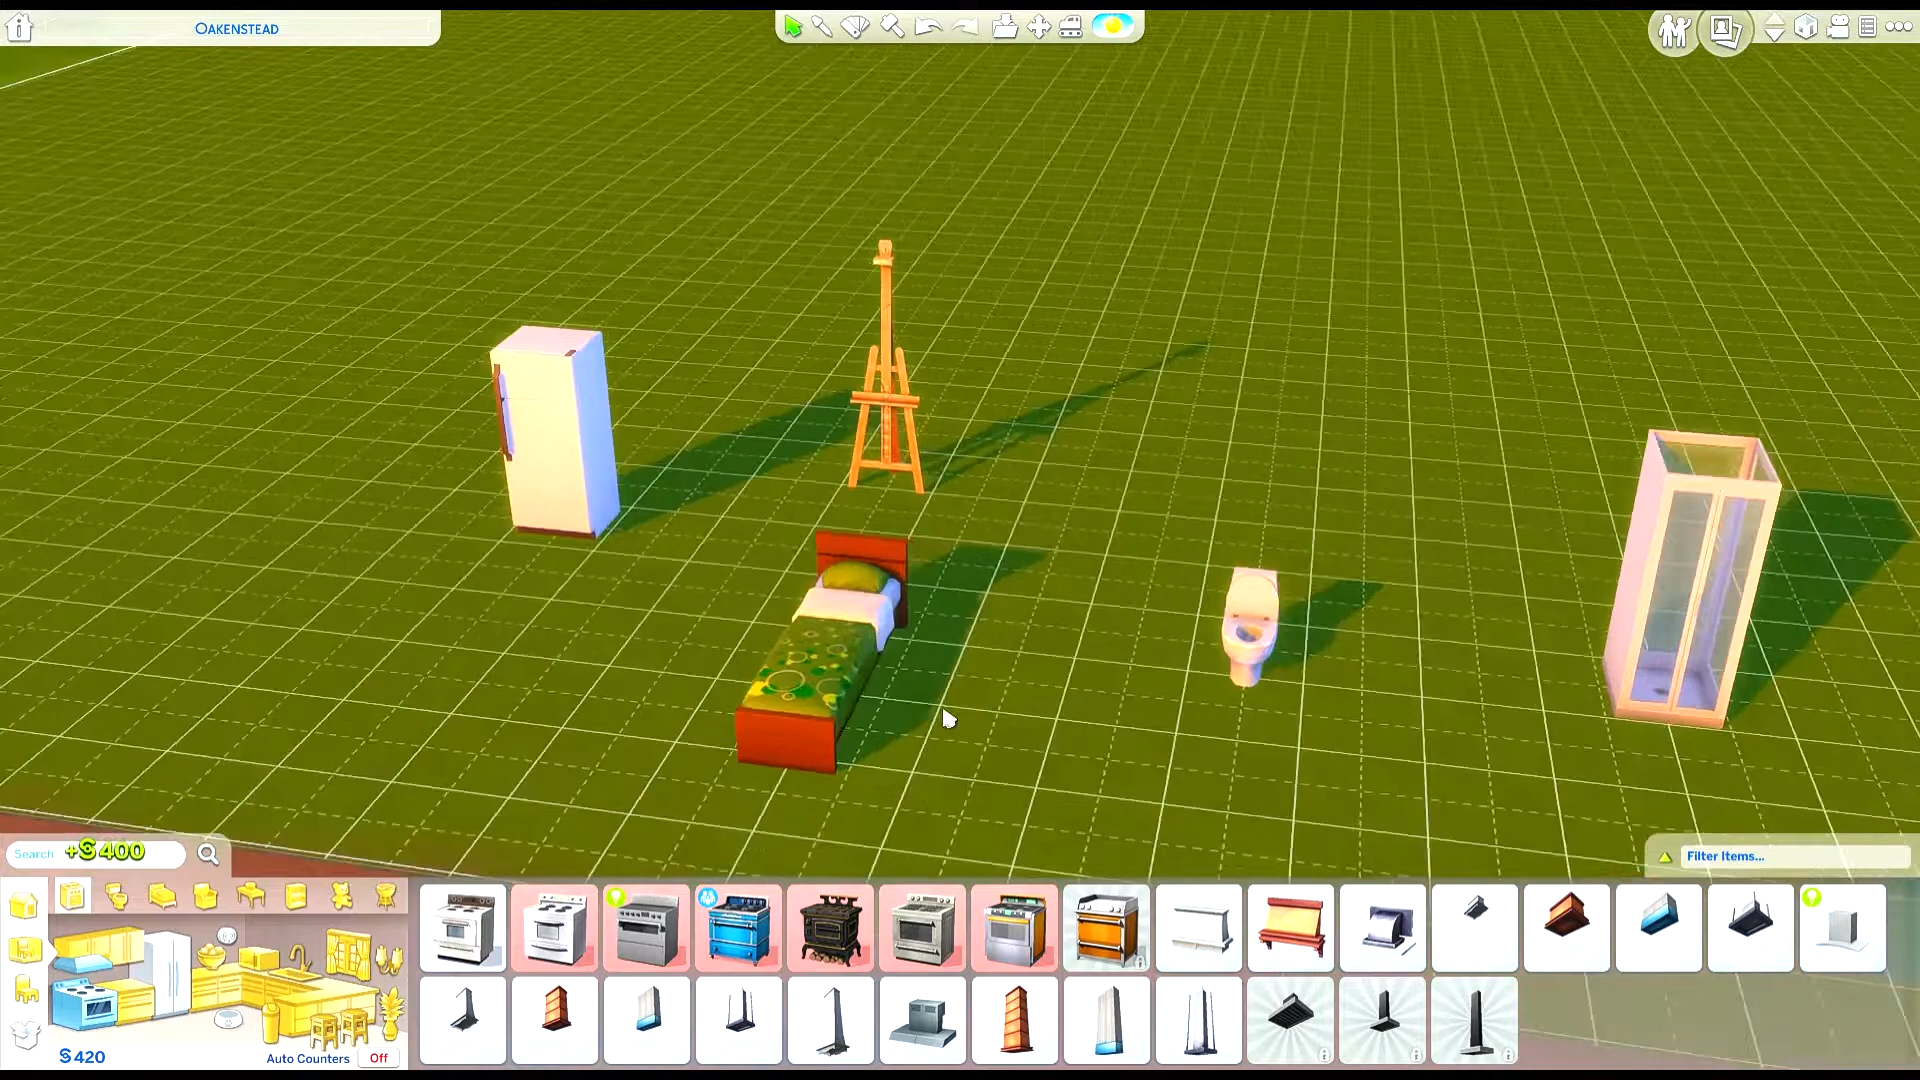 OAKENSTEAD
Search
+§400
Filter Items...
§420
Auto Counters
Off